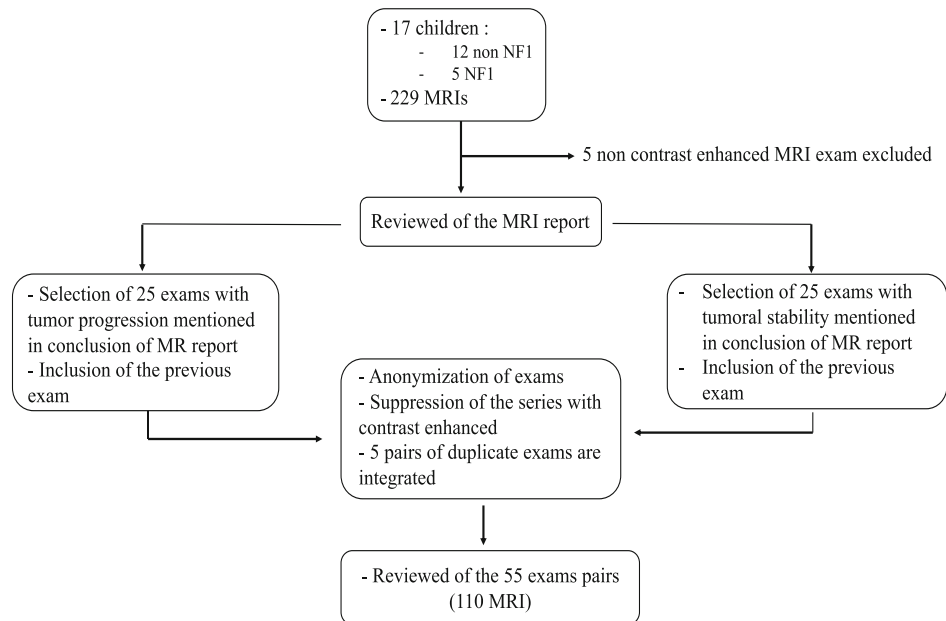 - 17 children :
- 12 non NF1
- 5 NF1
- 229 MRIs
5 non contrast enhanced MRI exam excluded
Reviewed of the MRI report
- Selection of 25 exams with
tumor progression mentioned
in conclusion of MR report
- Inclusion of the previous
exam
- Selection of 25 exams with
tumoral stability mentioned
in conclusion of MR report
- Inclusion of the previous
exam
- Anonymization of exams
- Suppression of the series with
contrast enhanced
- 5 pairs of duplicate exams are
integrated
- Reviewed of the 55 exams pairs
(110 MRI)